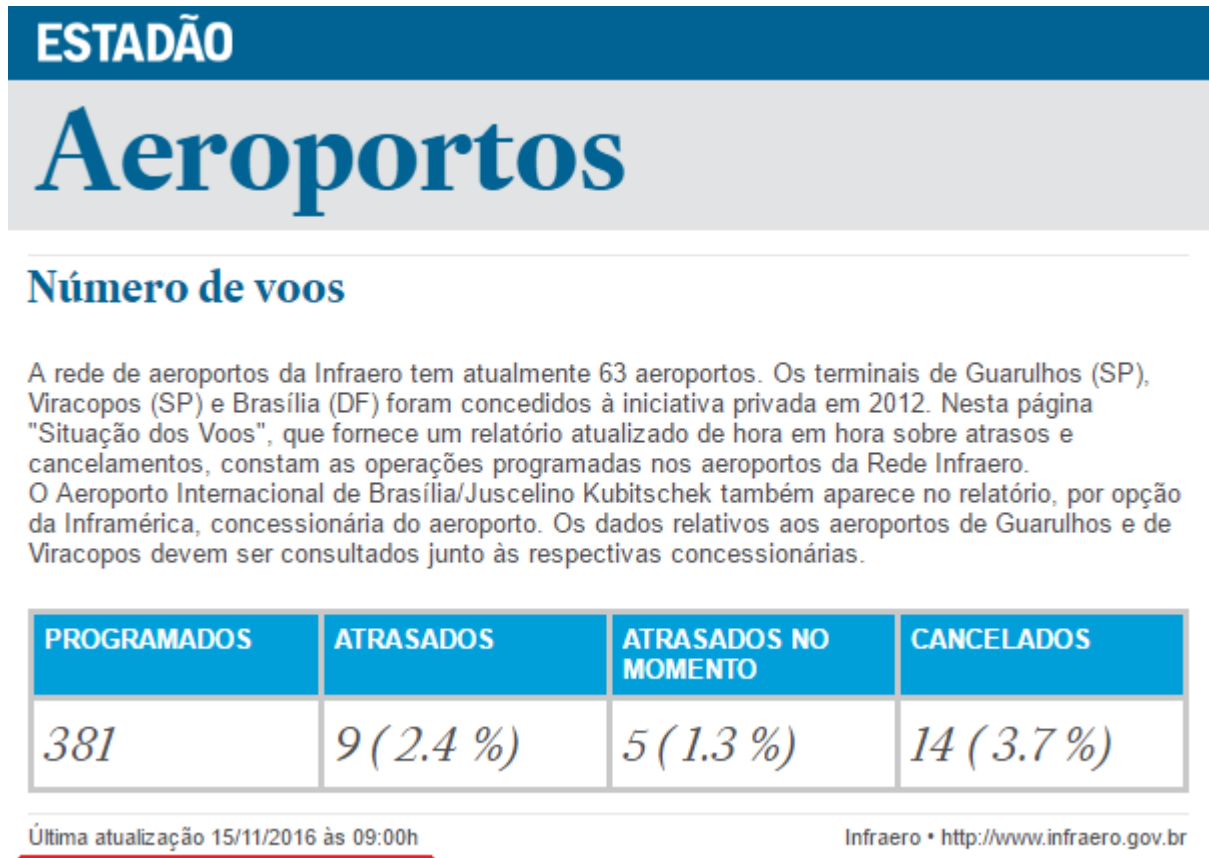 ESTADÃO
Aeroportos
Número de voos
A rede de aeroportos da Infraero tem atualmente 63 aeroportos. Os terminais de Guarulhos (SP),
Viracopos (SP) e Brasília (DF) foram concedidos à iniciativa privada em 2012. Nesta página
"Situação dos Voos", que fornece um relatório atualizado de hora em hora sobre atrasos e
cancelamentos, constam as operações programadas nos aeroportos da Rede Infraero.
O Aeroporto Internacional de Brasília/Juscelino Kubitschek também aparece no relatório, por opção
da Inframérica, concessionária do aeroporto. Os dados relativos aos aeroportos de Guarulhos e de
Viracopos devem ser consultados junto às respectivas concessionárias.
PROGRAMADOS ATRASADOS ATRASADOS NO MOMENTO CANCELADOS
381 9 ( 2.4 %) 5 ( 1.3 %) 14 ( 3.7 %)
Última atualização 15/11/2016 às 09:00h Infraero • http://www.infraero.gov.br